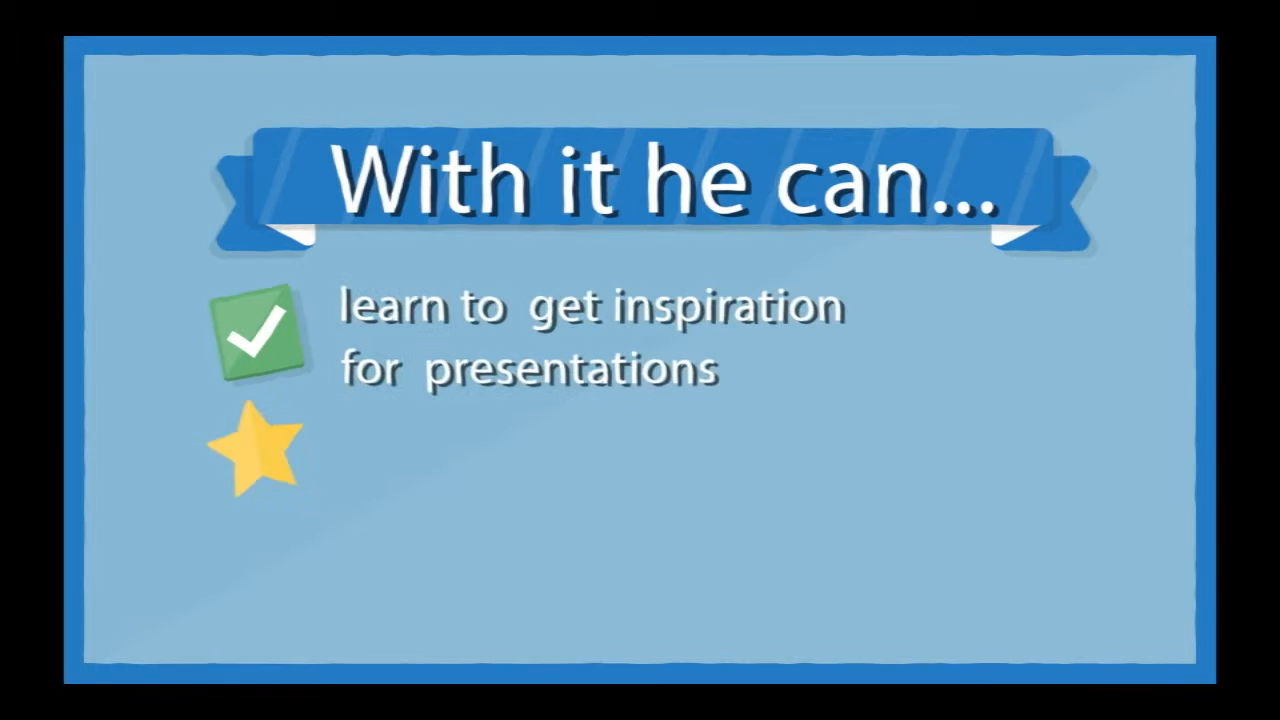 With it he can...
learn to get inspiration
for presentations